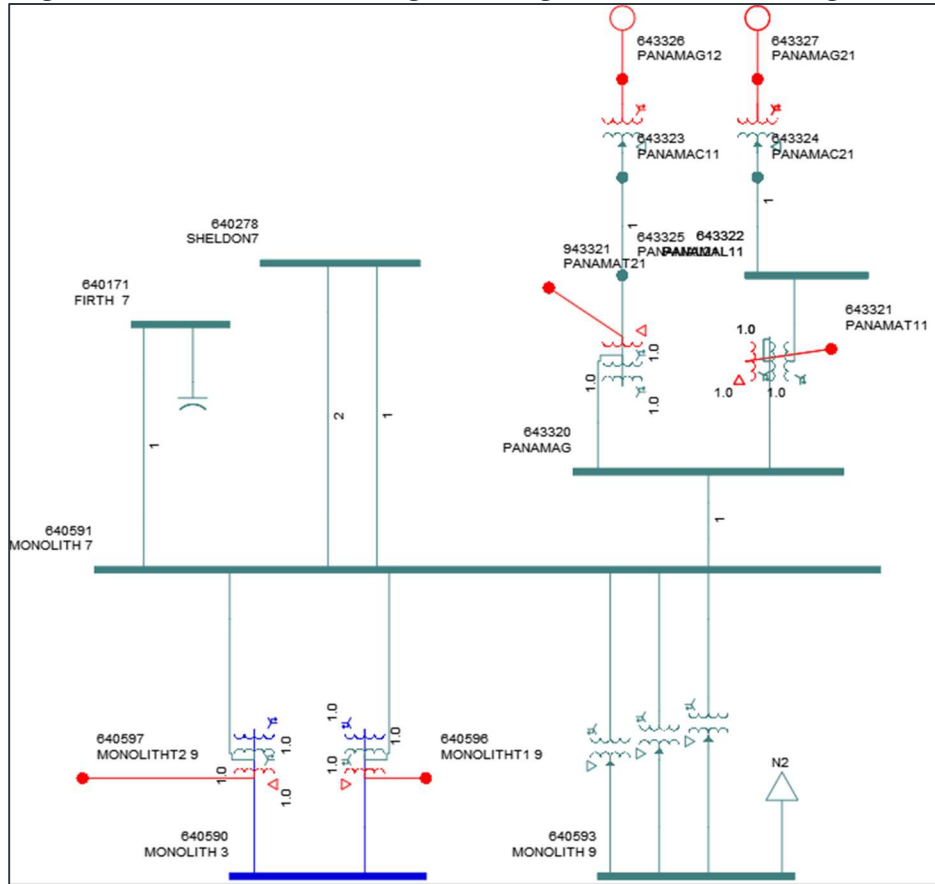 643326
PANAMAG12
643327
PANAMAG21
643323
PANAMAC11
643324
PANAMAC21
1
1
640278
SHELDON7
943321
PANAMAT21
643325
643322
PANAMAL11
640171
FIRTH 7
643321
PANAMAT11
1.0
1.0
1.0
1.0
1.0
1.0
1
2
1
643320
PANAMAG
1
640591
MONOLITH 7
1.0
1.0
1.0
1.0
1.0
1.0
640597
MONOLITHT2 9
640596
MONOLITHT1 9
N2
640590
MONOLITH 3
640593
MONOLITH 9